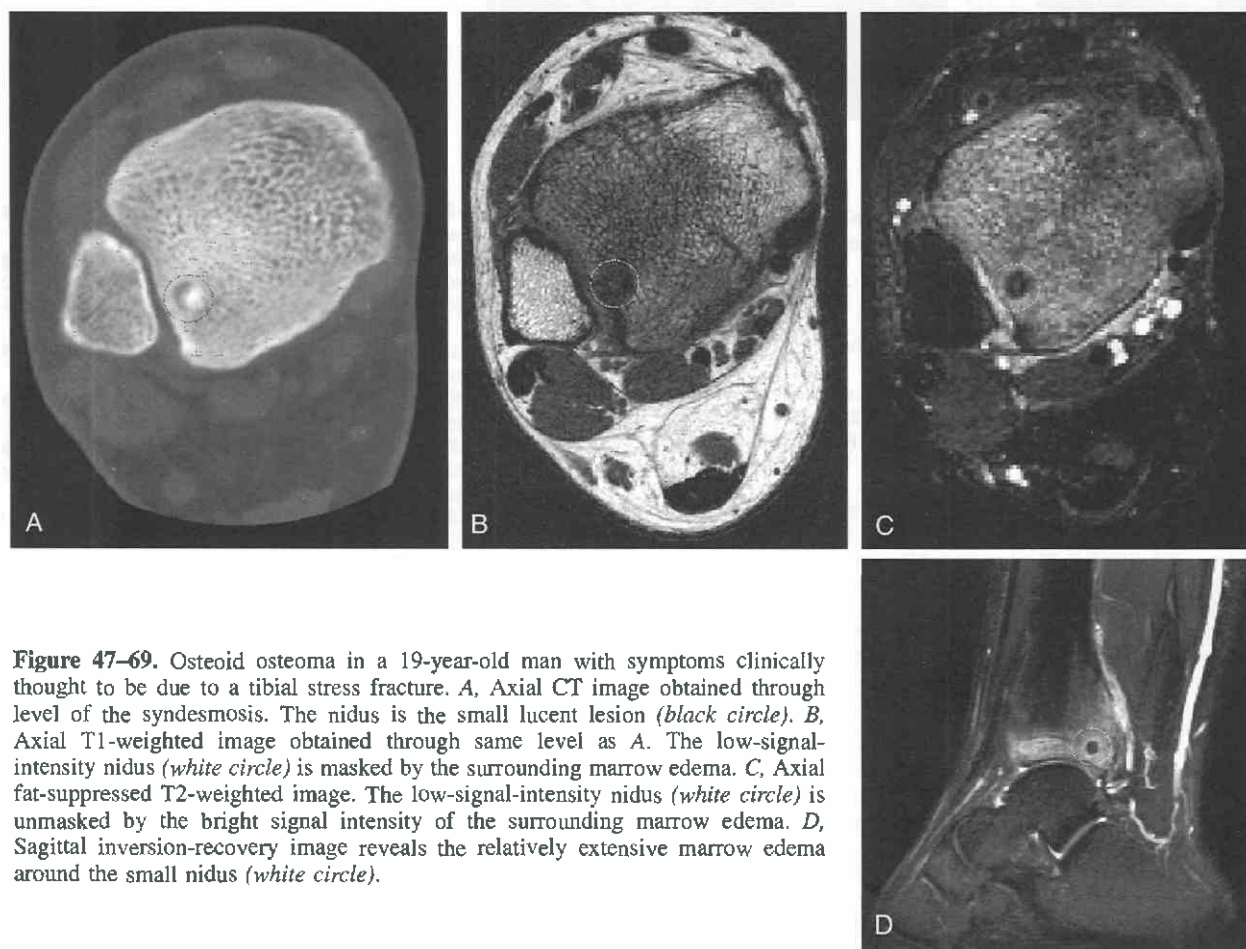 A
B
C
D
Figure 47–69. Osteoid osteoma in a 19-year-old man with symptoms clinically
thought to be due to a tibial stress fracture. A, Axial CT image obtained through
level of the syndesmosis. The nidus is the small lucent lesion (black circle). B,
Axial T1-weighted image obtained through same level as A. The low-signal-
intensity nidus (white circle) is masked by the surrounding marrow edema. C, Axial
fat-suppressed T2-weighted image. The low-signal-intensity nidus (white circle) is
unmasked by the bright signal intensity of the surrounding marrow edema. D,
Sagittal inversion-recovery image reveals the relatively extensive marrow edema
around the small nidus (white circle).